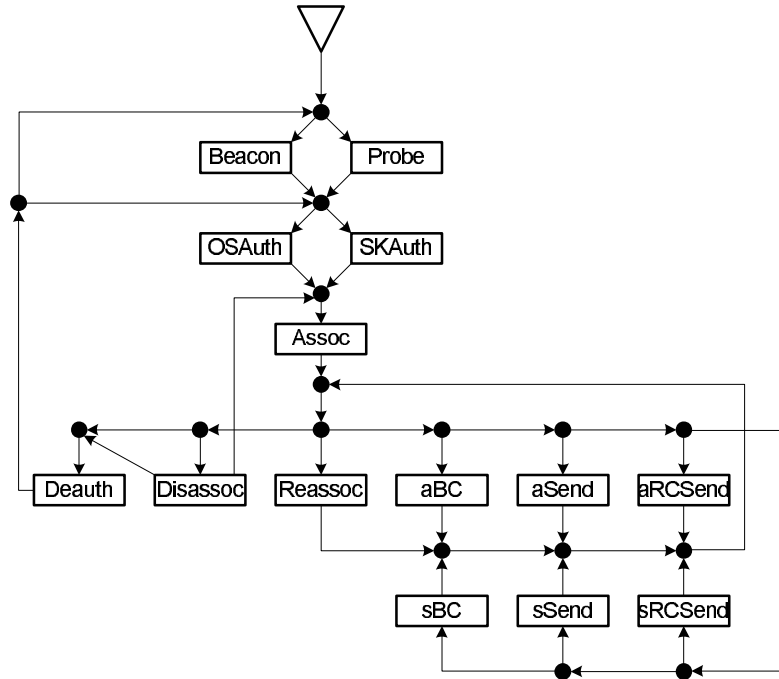 Beacon
Probe
OSAuth
SKAuth
Assoc
Deauth
Disassoc
Reassoc
aBC
aSend
aRCSend
sBC
sSend
sRCSend